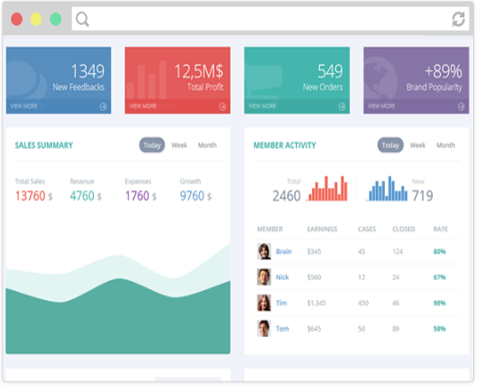 1349
New Feedbacks
VIEW MORE
12,5M$
Total Profit
VIEW MORE
549
New Orders
VIEW MORE
+89%
Brand Popularity
VIEW MORE
SALES SUMMARY
Today Week Month
Total Sales Revenue Expenses Growth
13760 $ 4760 $ 1760 $ 9760 $
MEMBER ACTIVITY
Today Week Month
Total
2460
New
719
MEMBER EARNINGS CASES CLOSED RATE
Brain $345 45 124 80%
Nick $560 12 24 67%
Tim $1,345 450 46 98%
Tom $645 50 89 58%